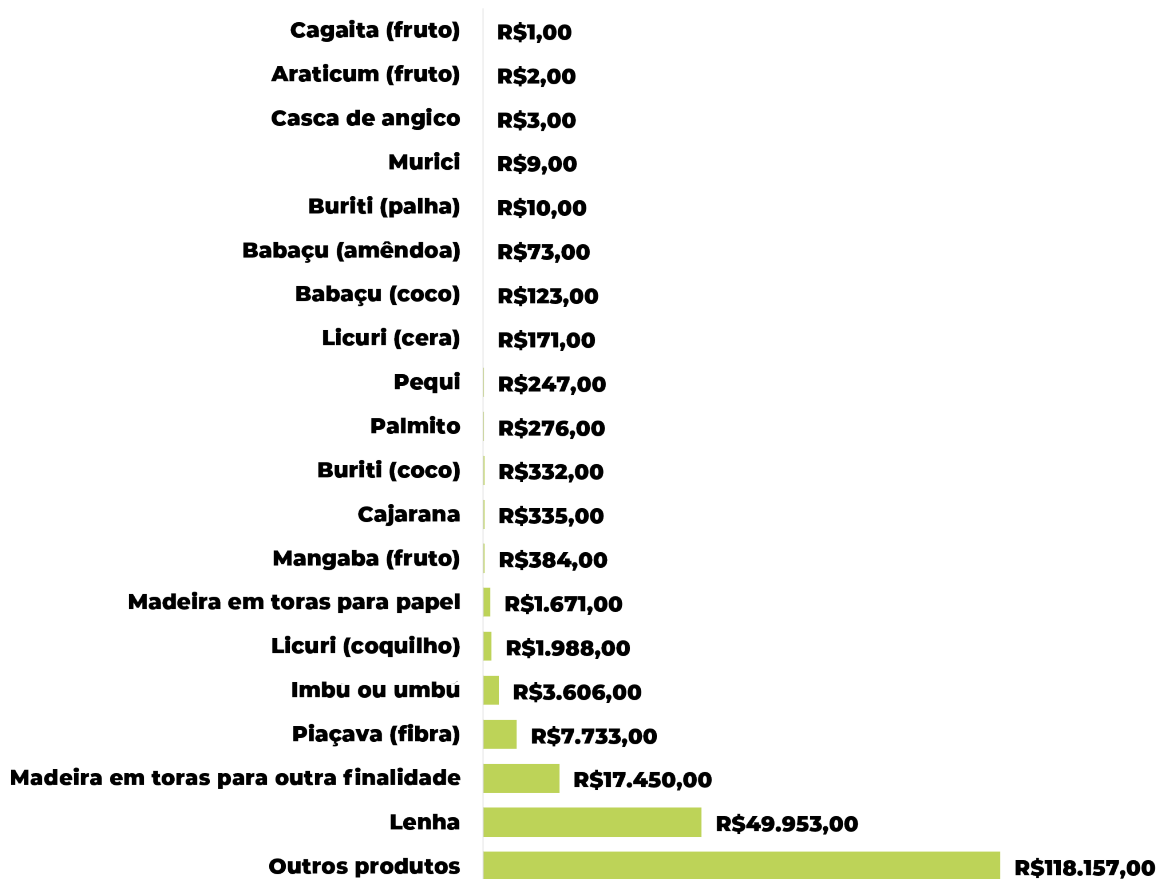 Cagaita (fruto) R$1,00
Araticum (fruto) R$2,00
Casca de angico R$3,00
Murici R$9,00
Buriti (palha) R$10,00
Babaçu (amêndoa) R$73,00
Babaçu (coco) R$123,00
Licuri (cera) R$171,00
Pequi R$247,00
Palmito R$276,00
Buriti (coco) R$332,00
Cajarana R$335,00
Mangaba (fruto) R$384,00
Madeira em toras para papel R$1.671,00
Licuri (coquilho) R$1.988,00
Imbu ou umbú R$3.606,00
Piaçava (fibra) R$7.733,00
Madeira em toras para outra finalidade R$17.450,00
Lenha R$49.953,00
Outros produtos R$118.157,00